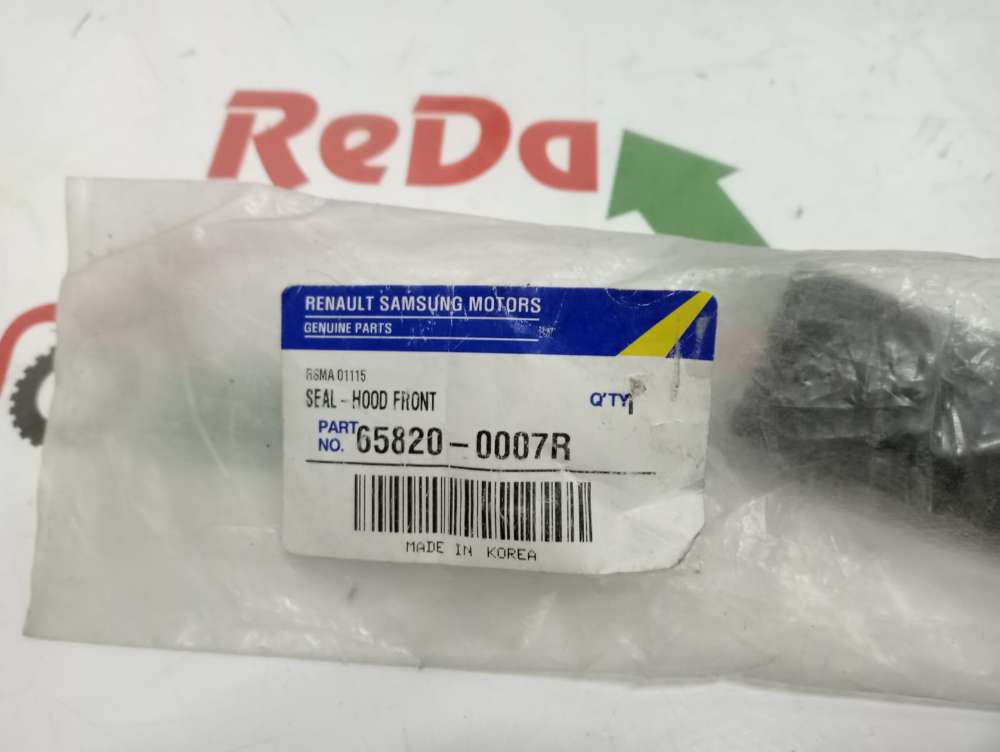 ReDa
RENAULT SAMSUNG MOTORS
GENUINE PARTS
RSMA 01115
SEAL - HOOD FRONT
Q'TY 1
PART NO. 65820-0007R
MADE IN KOREA